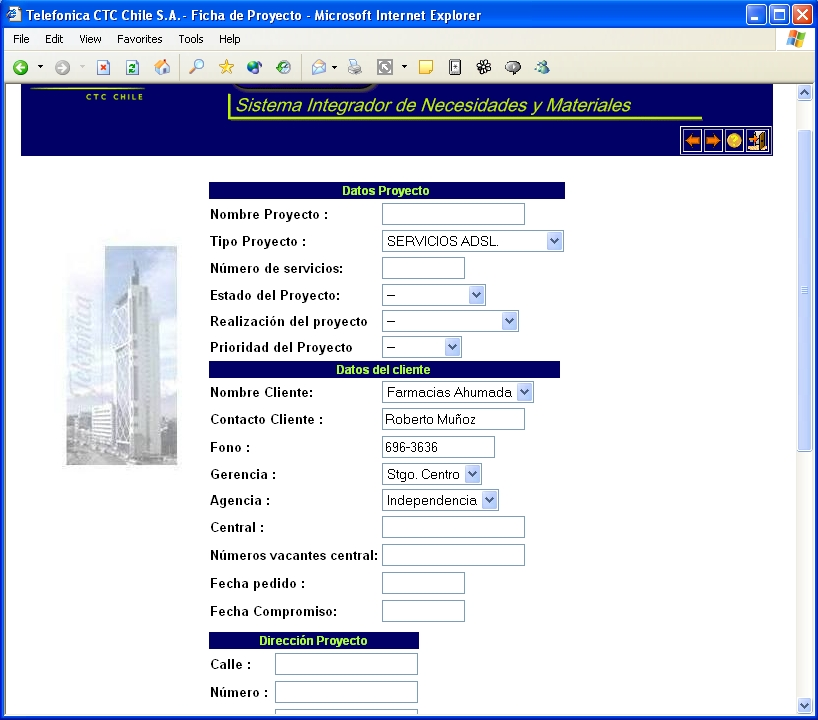 Telefonica CTC Chile S.A.- Ficha de Proyecto - Microsoft Internet Explorer
File Edit View Favorites Tools Help
CTC CHILE
Sistema Integrador de Necesidades y Materiales
Datos Proyecto
Nombre Proyecto :
Tipo Proyecto : SERVICIOS ADSL.
Número de servicios:
Estado del Proyecto: --
Realización del proyecto --
Prioridad del Proyecto --
Datos del cliente
Nombre Cliente: Farmacias Ahumada
Contacto Cliente : Roberto Muñoz
Fono : 696-3636
Gerencia : Stgo. Centro
Agencia : Independencia
Central :
Números vacantes central:
Fecha pedido :
Fecha Compromiso:
Telefónica
Dirección Proyecto
Calle :
Número :